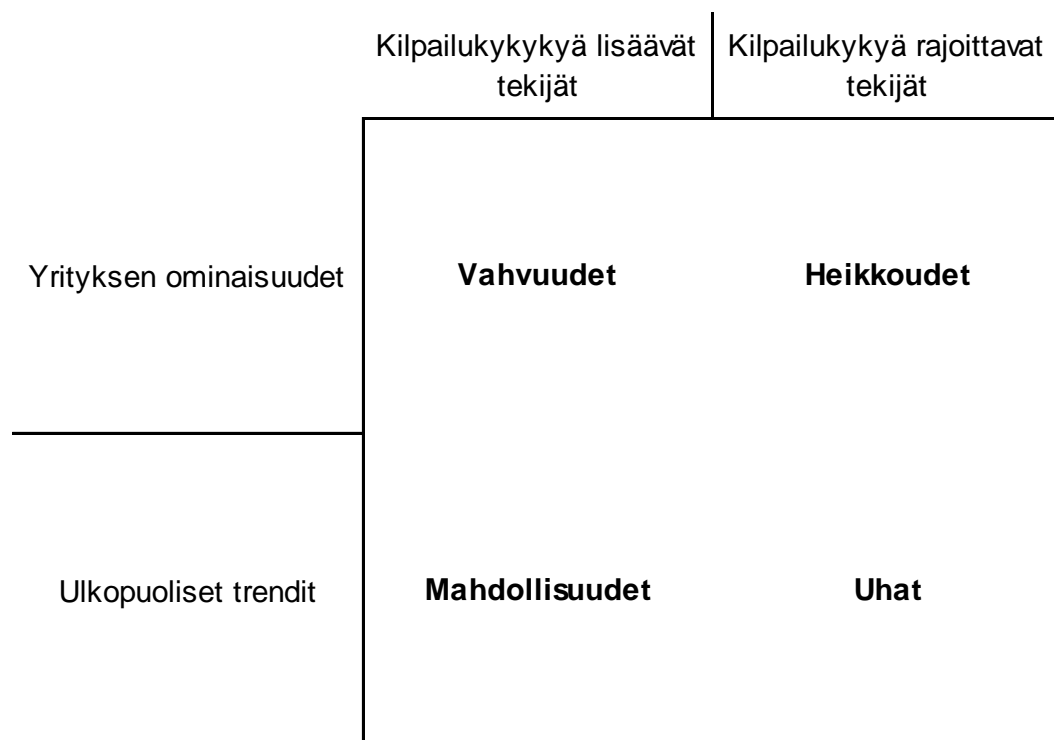 Kilpailukykykyä lisäävät
tekijät
Kilpailukykyä rajoittavat
tekijät
Yrityksen ominaisuudet
Vahvuudet
Heikkoudet
Ulkopuoliset trendit
Mahdollisuudet
Uhat